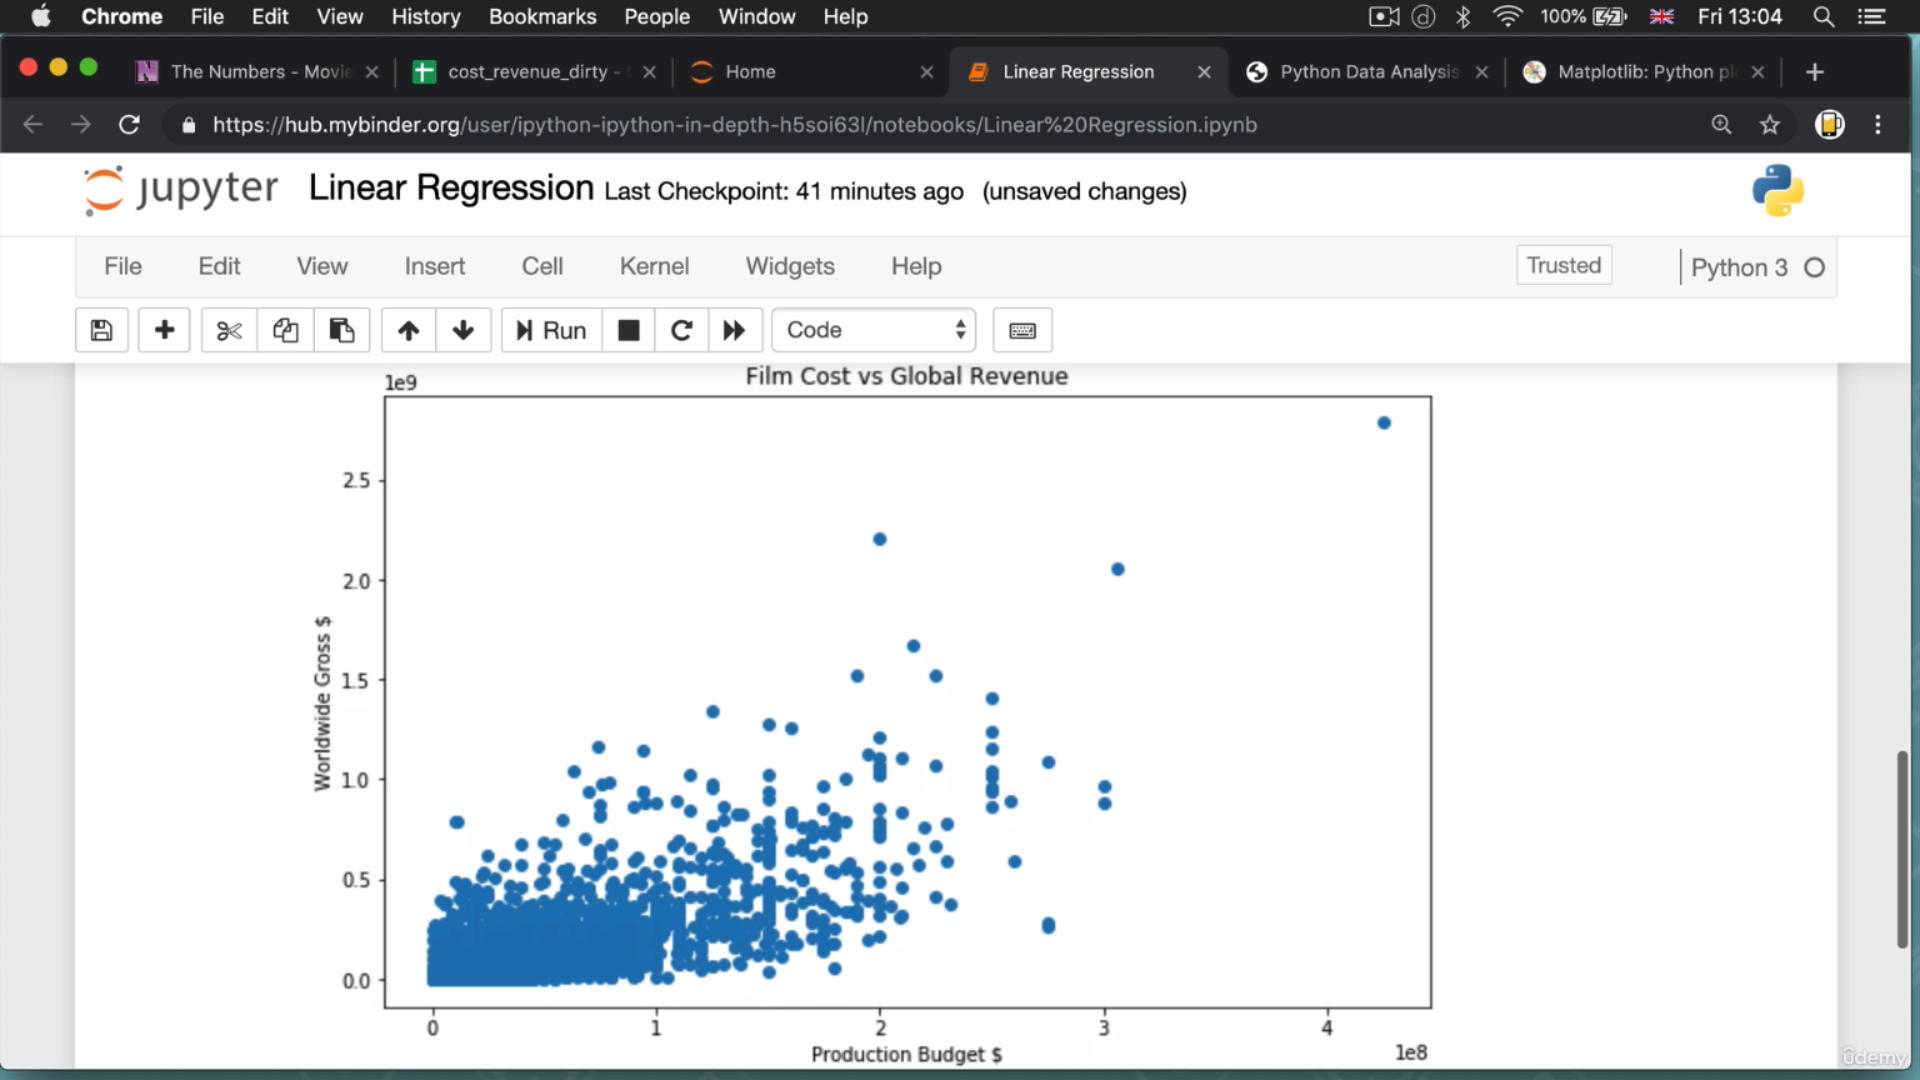 Chrome File Edit View History Bookmarks People Window Help 100% Fri 13:04
The Numbers - Movie cost_revenue_dirty - Home Linear Regression Python Data Analysis Matplotlib: Python pl
https://hub.mybinder.org/user/ipython-ipython-in-depth-h5soi63l/notebooks/Linear%20Regression.ipynb
jupyter Linear Regression Last Checkpoint: 41 minutes ago (unsaved changes)
File Edit View Insert Cell Kernel Widgets Help Trusted Python 3
Run Code
1e9 Film Cost vs Global Revenue
2.5
2.0
1.5
1.0
0.5
0.0
Worldwide Gross $
0 1 2 3 4
Production Budget $ 1e8
ûdemy